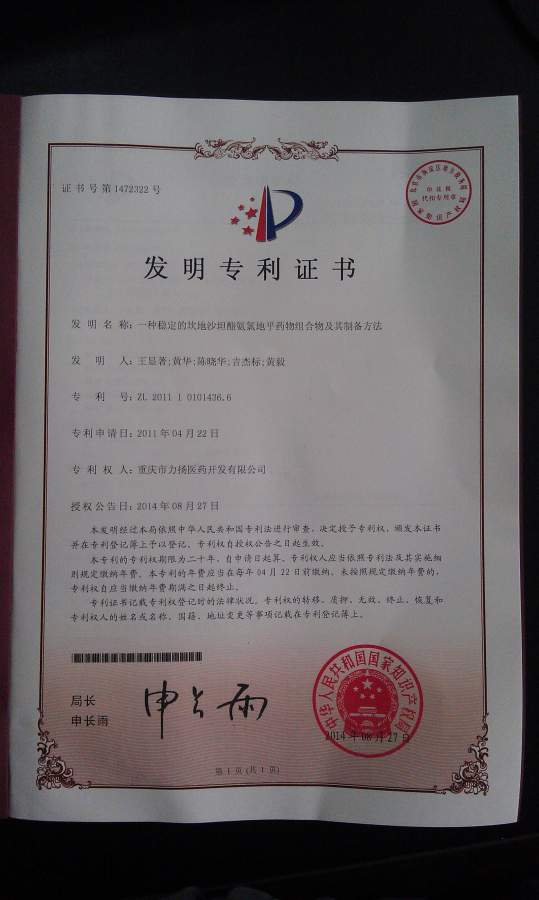 证书号第1472322号
印花税
代扣专用章
发明专利证书
发明名称：一种稳定的坎地沙坦酯氨氯地平药物组合物及其制备方法
发明人：王显著;黄华;陈晓华;吉杰标;黄毅
专利号：ZL 2011 1 0101436.6
专利申请日：2011年04月22日
专利权人：重庆市力扬医药开发有限公司
授权公告日：2014年08月27日
本发明经过本局依照中华人民共和国专利法进行审查，决定授予专利权，颁发本证书
并在专利登记簿上予以登记。专利权自授权公告之日起生效。
本专利的专利权期限为二十年，自申请日起算。专利权人应当依照专利法及其实施细
则规定缴纳年费。本专利的年费应当在每年04月22日前缴纳。未按照规定缴纳年费的，
专利权自应当缴纳年费期满之日起终止。
专利证书记载专利权登记时的法律状况。专利权的转移、质押、无效、终止、恢复和
专利权人的姓名或名称、国籍、地址变更等事项记载在专利登记簿上。
局长
申长雨
申长雨
中华人民共和国国家知识产权局
2014年08月27日
第1页(共1页)